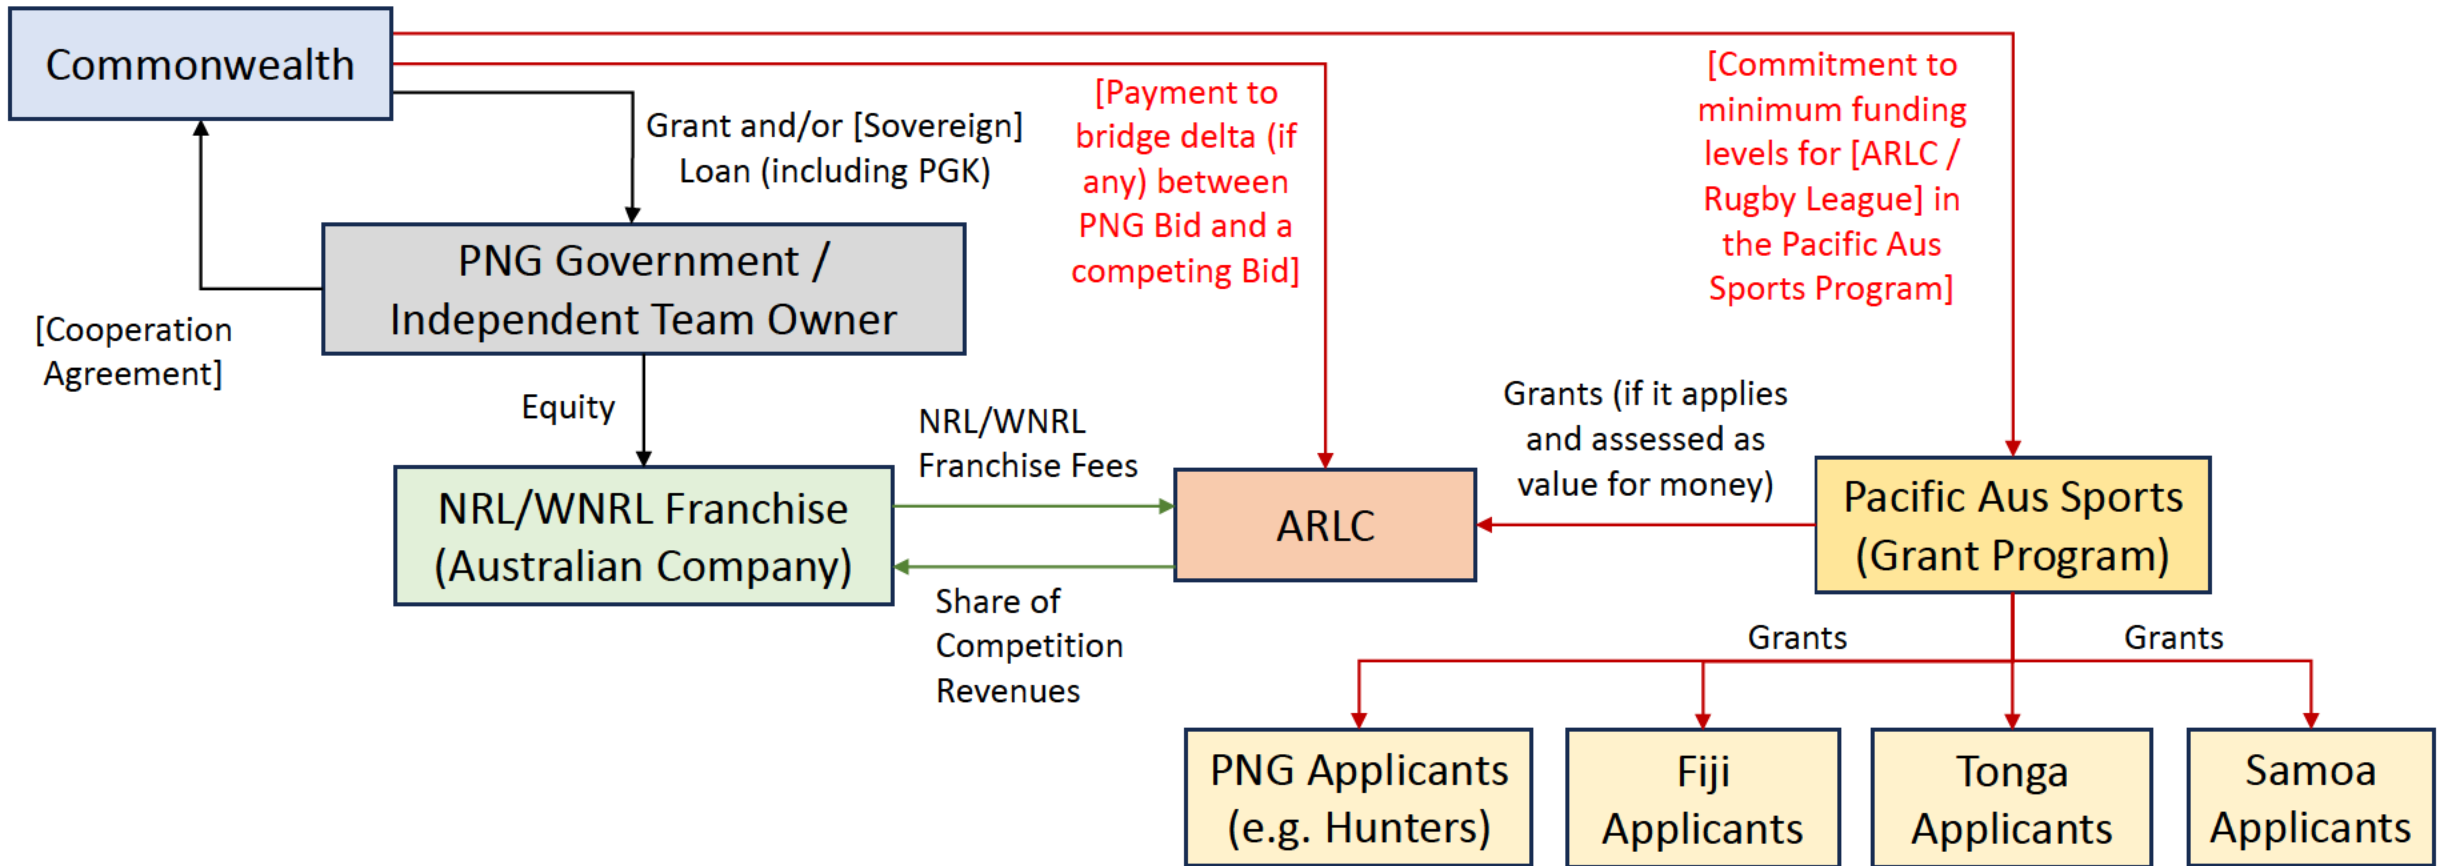 Commonwealth
[Payment to
bridge delta (if
any) between
PNG Bid and a
competing Bid]
[Commitment to
minimum funding
levels for [ARLC /
Rugby League] in
the Pacific Aus
Sports Program]
Grant and/or [Sovereign]
Loan (including PGK)
PNG Government /
Independent Team Owner
[Cooperation
Agreement]
Equity
NRL/WNRL
Franchise Fees
Grants (if it applies
and assessed as
value for money)
NRL/WNRL Franchise
(Australian Company)
ARLC
Pacific Aus Sports
(Grant Program)
Share of
Competition
Revenues
Grants
Grants
PNG Applicants
(e.g. Hunters)
Fiji
Applicants
Tonga
Applicants
Samoa
Applicants